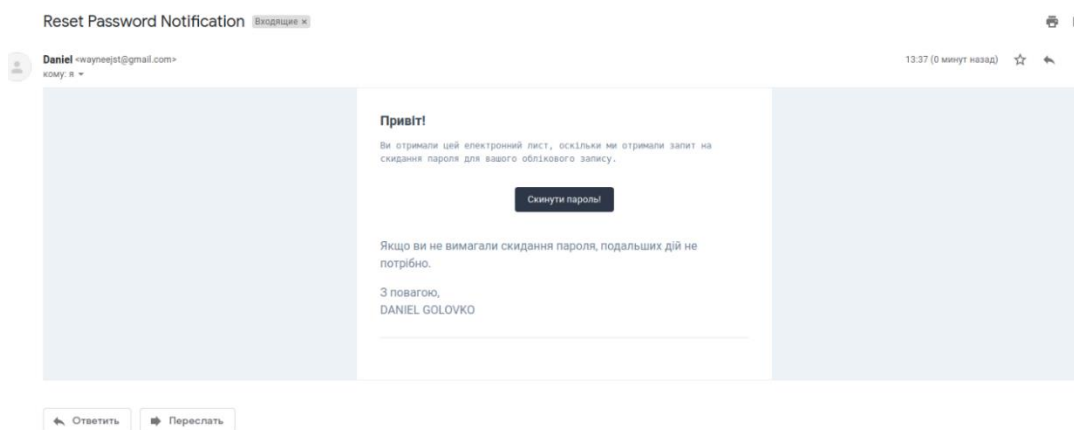 Reset Password Notification Входящие ×
Daniel <wayneejst@gmail.com>
13:37 (0 минут назад)
кому: я
Привіт!
Ви отримали цей електронний лист, оскільки ми отримали запит на
скидання пароля для вашого облікового запису.
Скинути пароль!
Якщо ви не вимагали скидання пароля, подальших дій не
потрібно.
З повагою,
DANIEL GOLOVKO
Ответить
Переслать